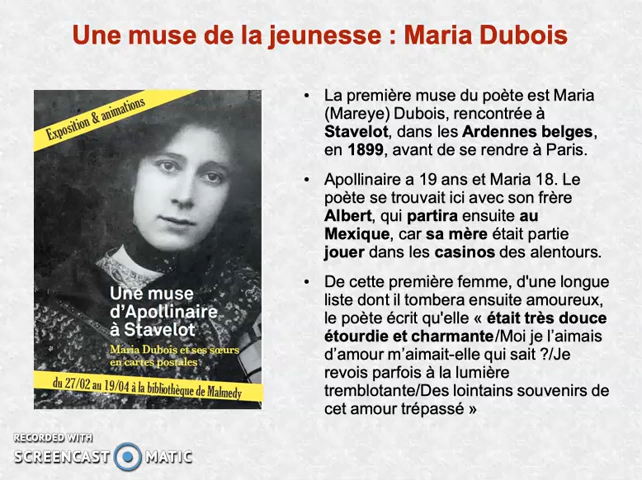 Une muse de la jeunesse : Maria Dubois
Exposition & animations
Une muse
d'Apollinaire
à Stavelot
Maria Dubois et ses sœurs
en cartes postales
du 27/02 au 19/04 à la bibliothèque de Malmedy
• La première muse du poète est Maria
(Mareye) Dubois, rencontrée à
Stavelot, dans les Ardennes belges,
en 1899, avant de se rendre à Paris.
• Apollinaire a 19 ans et Maria 18. Le
poète se trouvait ici avec son frère
Albert, qui partira ensuite au
Mexique, car sa mère était partie
jouer dans les casinos des alentours.
• De cette première femme, d'une longue
liste dont il tombera ensuite amoureux,
le poète écrit qu'elle « était très douce
étourdie et charmante/Moi je l'aimais
d'amour m'aimait-elle qui sait ?/Je
revois parfois à la lumière
tremblotante/Des lointains souvenirs de
cet amour trépassé »
RECORDED WITH
SCREENCAST MATIC